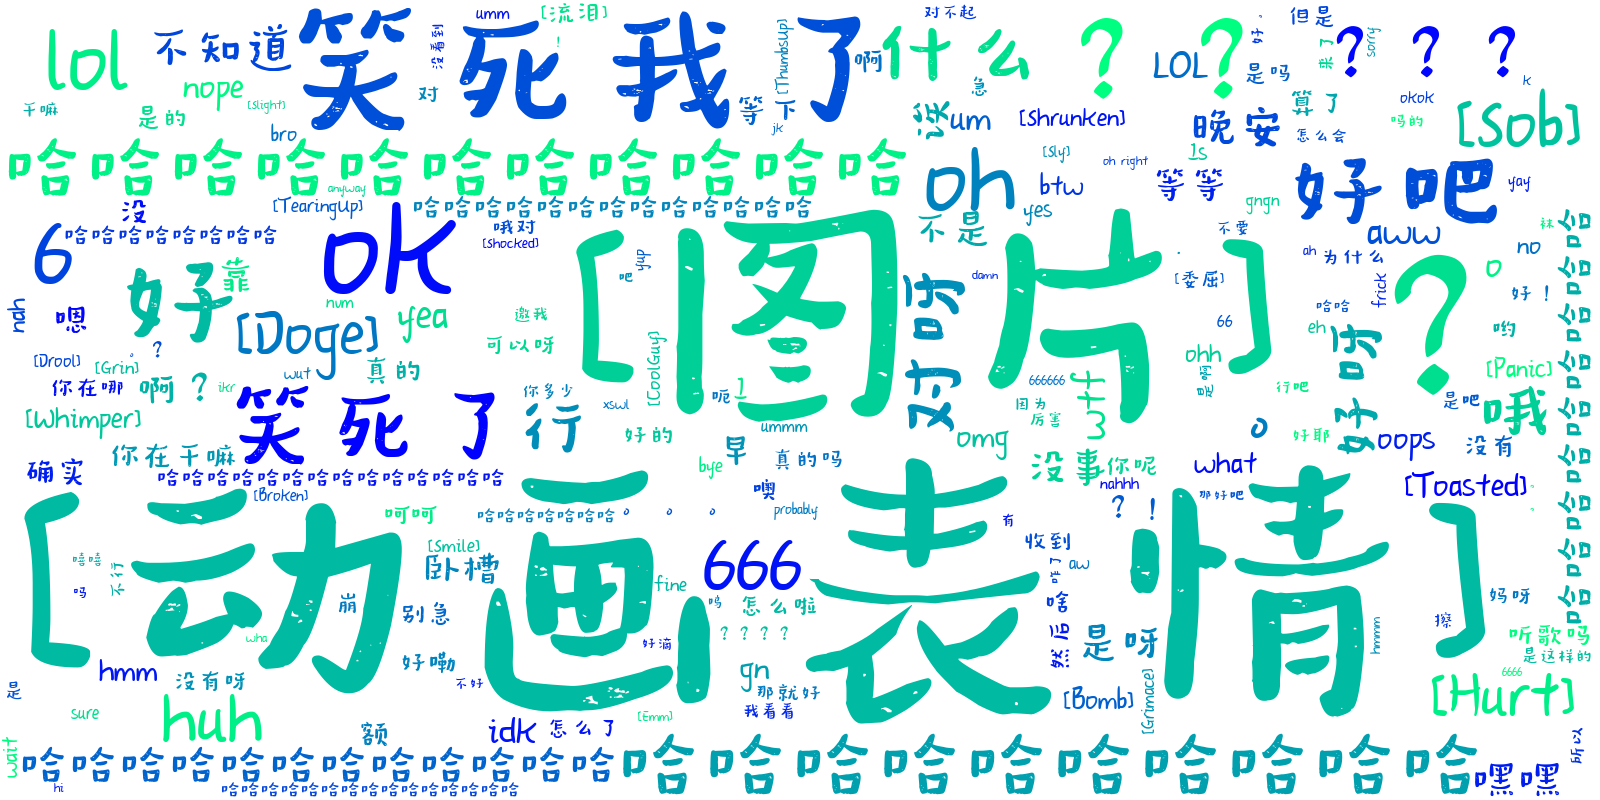 lol
不知道
笑死我了
umm
[流泪]
!
没看到
对
[ThumbsUp]
啊
什么?
对不起
?
LOL
好。
但是
来了
???
sorry
k
干嘛
nope
[Slight]
是的
bro
等下
jk
急
没
um
[Shrunken]
晚安
是吗
算了
怎么会
okok
吗的
[Sob]
哈哈哈哈哈哈哈哈哈哈哈
anyway
没
[TearingUp]
哈哈哈哈哈哈哈哈哈哈哈哈哈
oh
[Sly]
btw
yes
oh right
1s
等等
gngn
好吧
yay
6
哈哈哈哈哈哈哈哈
ok
哦对
[Shocked]
不是
不要
aww
袜
no
哈哈哈哈哈哈哈哈哈
nah
嗯
好
靠
num
吧
yup
[图片]
对呀
damn
[委屈]
ah
为什么
frick
?
o
好!
[Drool]
[Grin]
?
。
[Doge]
yea
邀我
可以呀
[CoolGuy]
66
哈哈
eh
好呀
哟
你在哪
啊?
ikr
wut
真的
你多少
xswl
呃
1
ohh
是啊
666666
因为
厉害
wtf
行吧
[Panic]
是吧
哦
[Whimper]
笑死了
行
好的
ummm
omg
o
好耶
oops
没有
你在干嘛
确实
早
真的吗
bye
没事
你呢
what
nahhh
哈哈哈哈哈哈哈哈哈哈哈哈哈
[Broken]
噢
那好吧
[Toasted]
呵呵
哈哈哈哈哈哈哈
。。。
probably
?!
有
[动画表情]
嘻嘻
吗
不行
[Smile]
卧槽
666
fine
收到
咋了
aw
崩
别急
呜
怎么啦
啥
妈呀
wha
????
然后
是呀
hmmm
擦
听歌吗
是这样的
好滴
hmm
没有呀
好嘞
不好
gn
那就好
我看看
[Bomb]
[Grimace]
6666
[Hurt]
是
sure
huh
额
idk
怎么了
[Emm]
wait
哈哈哈哈哈哈哈哈哈哈哈哈
哈哈哈哈哈哈哈哈哈哈
嘿嘿
所以
hi
哈哈哈哈哈哈哈哈哈哈哈哈哈哈哈